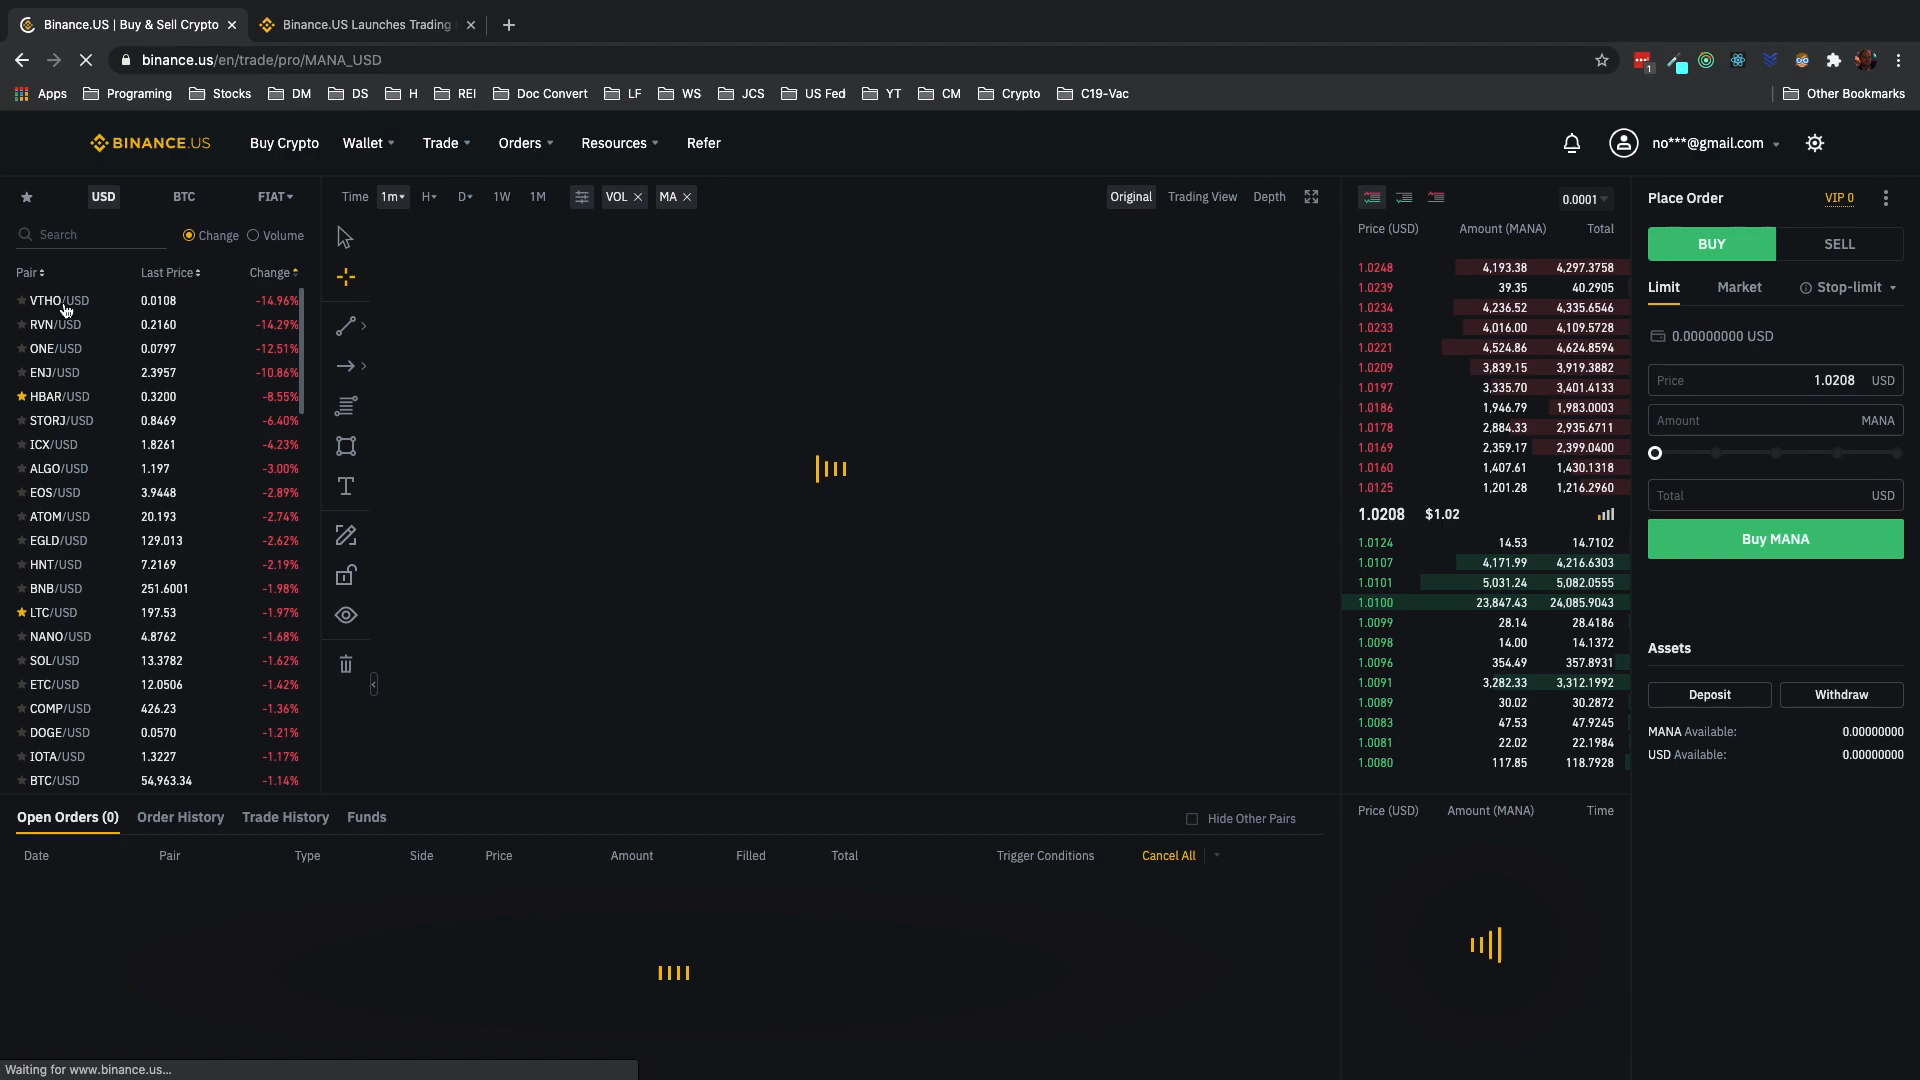 Binance.US | Buy & Sell Crypto
Binance.US Launches Trading
binance.us/en/trade/pro/MANA_USD
1
Apps Programing Stocks DM DS H REI Doc Convert LF WS JCS US Fed YT CM Crypto C19-Vac Other Bookmarks
BINANCE.US Buy Crypto Wallet Trade Orders Resources Refer no***@gmail.com
USD BTC FIAT
Search Change Volume
Pair Last Price Change
VTHO/USD 0.0108 -14.96%
RVN/USD 0.2160 -14.29%
ONE/USD 0.0797 -12.51%
ENJ/USD 2.3957 -10.86%
HBAR/USD 0.3200 -8.55%
STORJ/USD 0.8469 -6.40%
ICX/USD 1.8261 -4.23%
ALGO/USD 1.197 -3.00%
EOS/USD 3.9448 -2.89%
ATOM/USD 20.193 -2.74%
EGLD/USD 129.013 -2.62%
HNT/USD 7.2169 -2.19%
BNB/USD 251.6001 -1.98%
LTC/USD 197.53 -1.97%
NANO/USD 4.8762 -1.68%
SOL/USD 13.3782 -1.62%
ETC/USD 12.0506 -1.42%
COMP/USD 426.23 -1.36%
DOGE/USD 0.0570 -1.21%
IOTA/USD 1.3227 -1.17%
BTC/USD 54,963.34 -1.14%
Time 1m H D 1W 1M VOL MA Original Trading View Depth
0.0001
Price (USD) Amount (MANA) Total
1.0248 4,193.38 4,297.3758
1.0239 39.35 40.2905
1.0234 4,236.52 4,335.6546
1.0233 4,016.00 4,109.5728
1.0221 4,524.86 4,624.8594
1.0209 3,839.15 3,919.3882
1.0197 3,335.70 3,401.4133
1.0186 1,946.79 1,983.0003
1.0178 2,884.33 2,935.6711
1.0169 2,359.17 2,399.0400
1.0160 1,407.61 1,430.1318
1.0125 1,201.28 1,216.2960
1.0208 $1.02
1.0124 14.53 14.7102
1.0107 4,171.99 4,216.6303
1.0101 5,031.24 5,082.0555
1.0100 23,847.43 24,085.9043
1.0099 28.14 28.4186
1.0098 14.00 14.1372
1.0096 354.49 357.8931
1.0091 3,282.33 3,312.1992
1.0089 30.02 30.2872
1.0083 47.53 47.9245
1.0081 22.02 22.1984
1.0080 117.85 118.7928
Place Order VIP 0
BUY SELL
Limit Market Stop-limit
0.00000000 USD
Price 1.0208 USD
Amount MANA
Total USD
Buy MANA
Assets
Deposit Withdraw
MANA Available: 0.00000000
USD Available: 0.00000000
Open Orders (0) Order History Trade History Funds Hide Other Pairs
Date Pair Type Side Price Amount Filled Total Trigger Conditions Cancel All
Price (USD) Amount (MANA) Time
Waiting for www.binance.us...